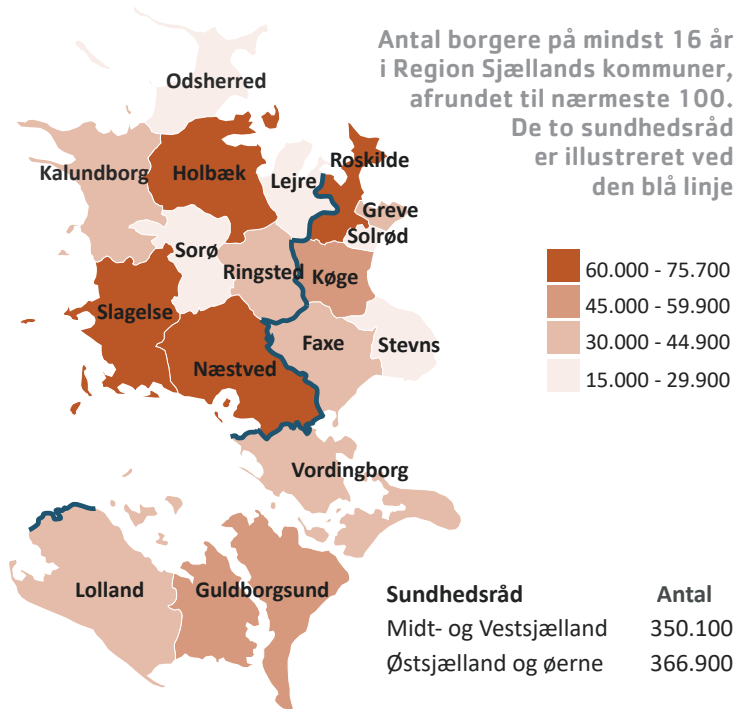 Antal borgere på mindst 16 år
i Region Sjællands kommuner,
afrundet til nærmeste 100.
De to sundhedsråd
er illustreret ved
den blå linje
Odsherred
Kalundborg
Holbæk
Lejre
Roskilde
Greve
Solrød
Sorø
Ringsted
Køge
Slagelse
Næstved
Faxe
Stevns
Vordingborg
Lolland
Guldborgsund
60.000 - 75.700
45.000 - 59.900
30.000 - 44.900
15.000 - 29.900
Sundhedsråd Antal
Midt- og Vestsjælland 350.100
Østsjælland og øerne 366.900